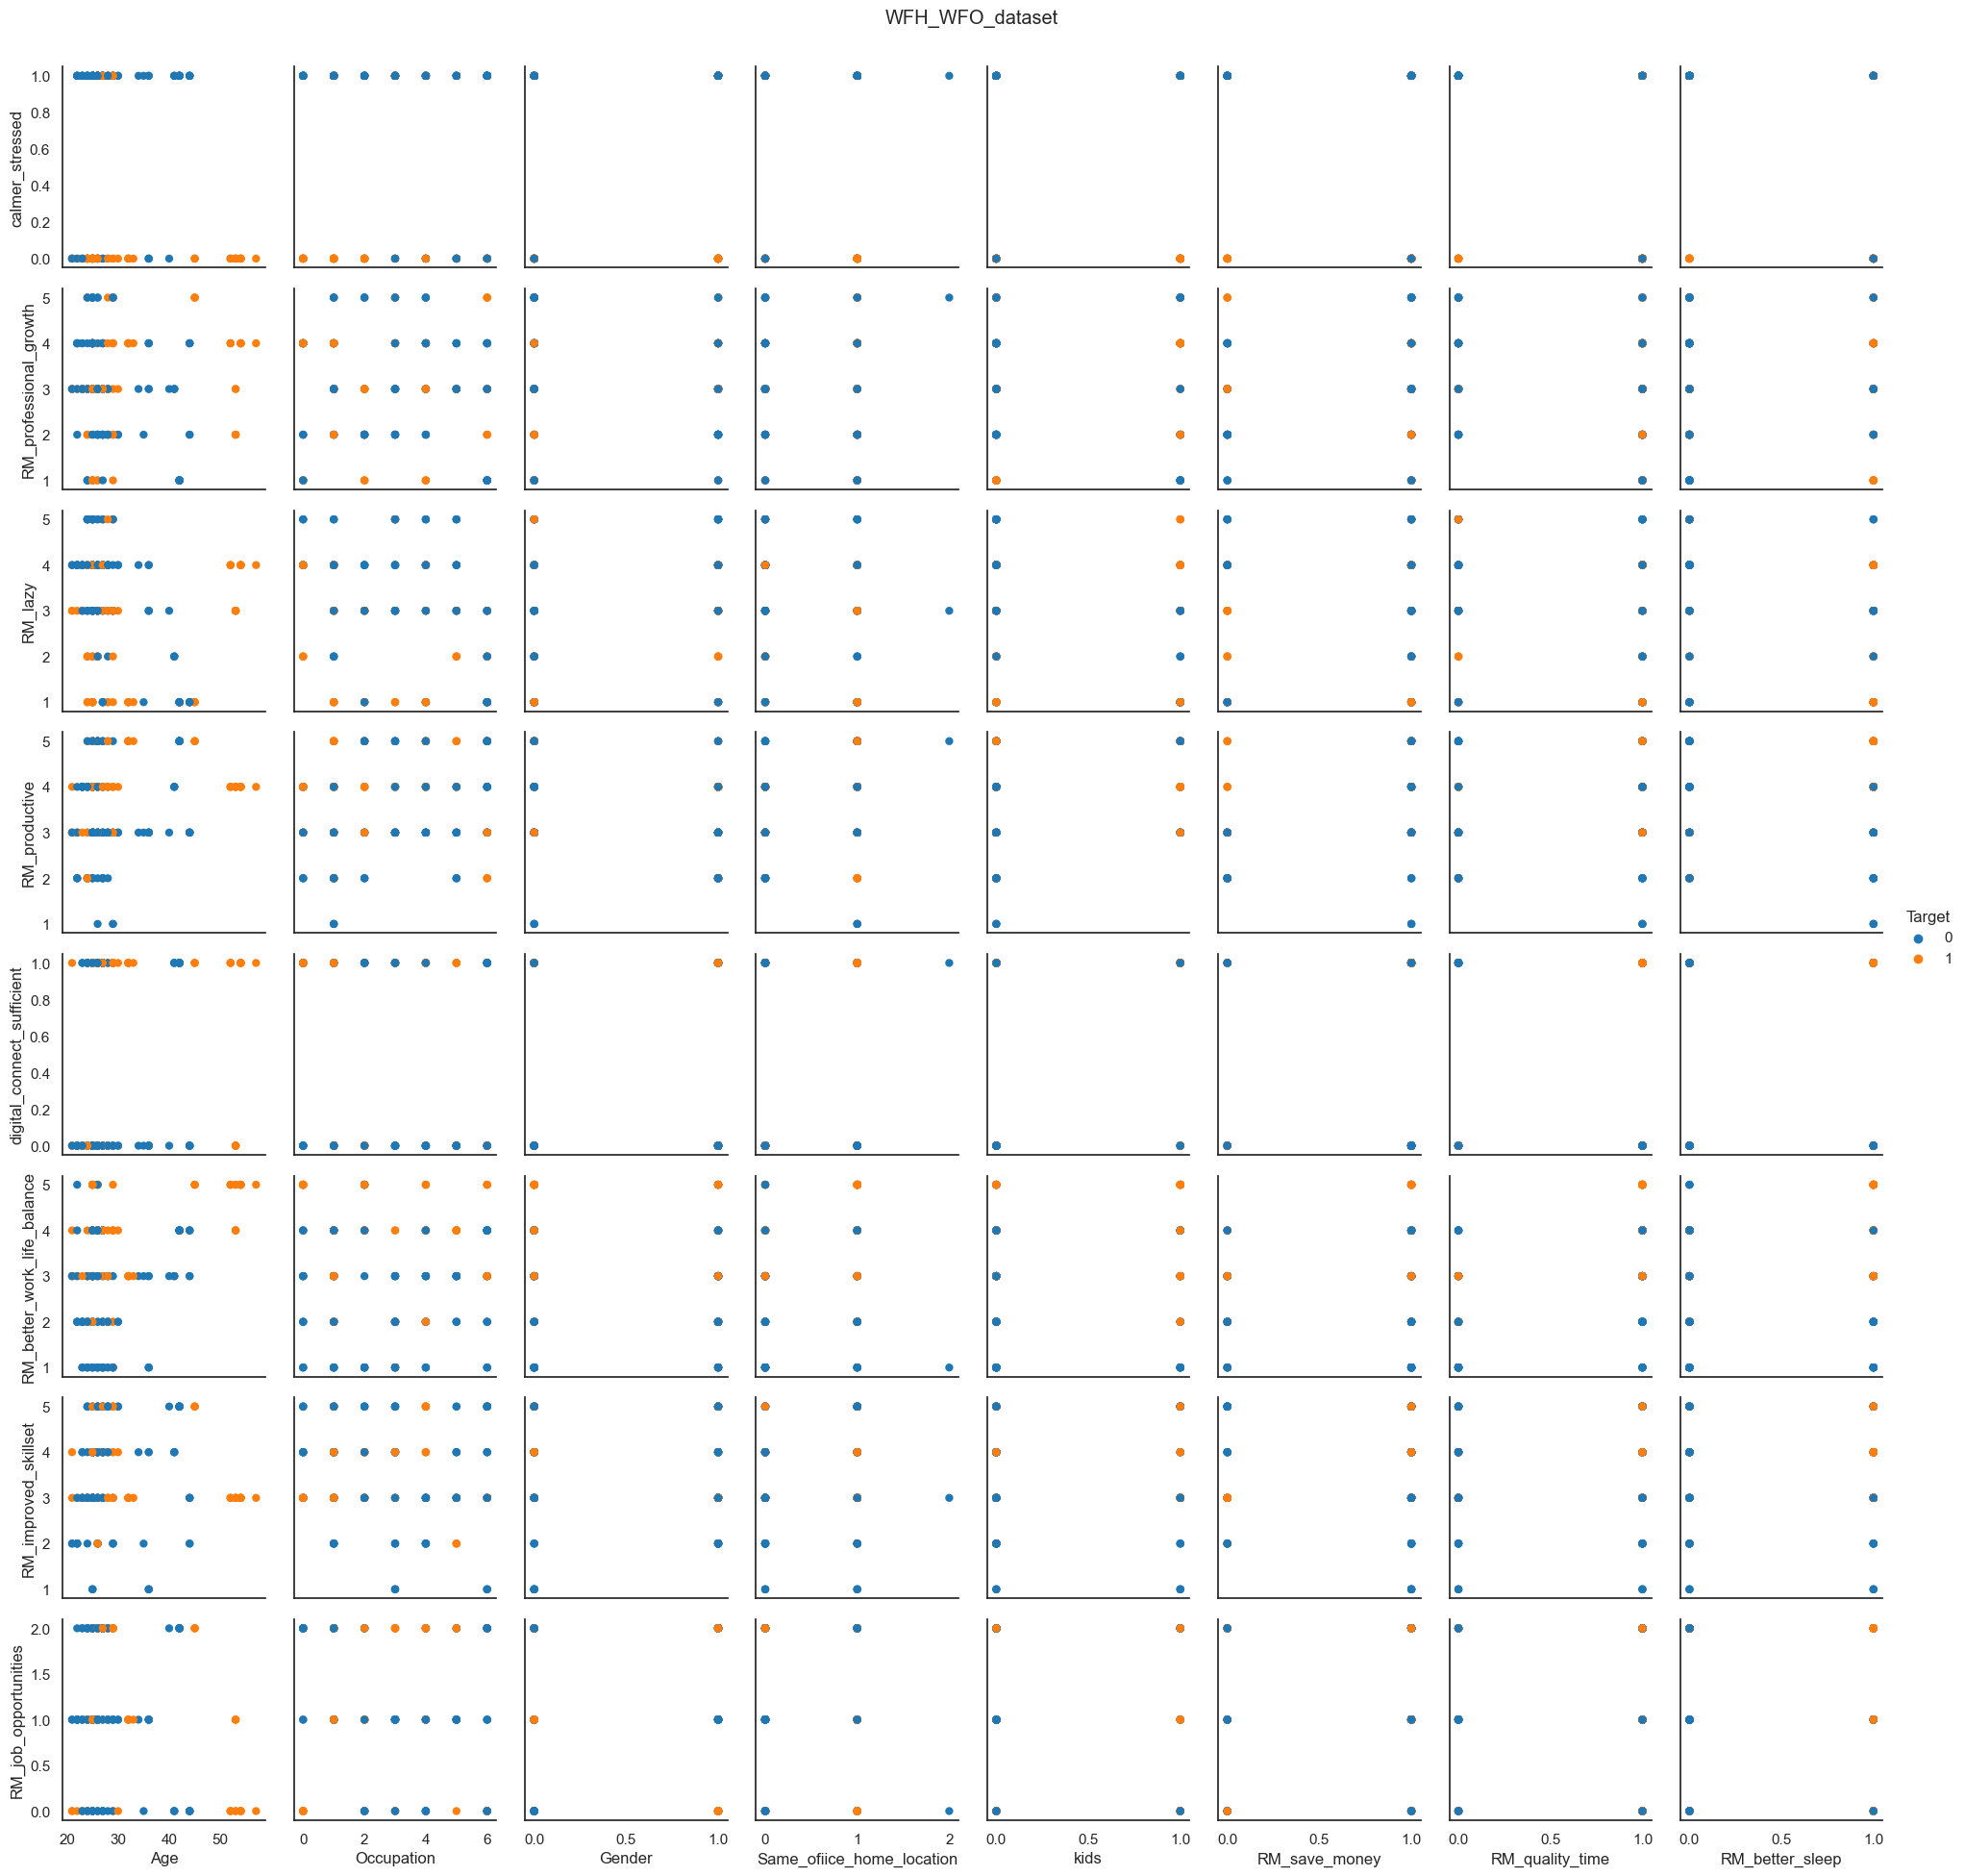 WFH_WFO_dataset
calmer_stressed
1.0
0.8
0.6
0.4
0.2
0.0
RM_professional_growth
5
4
3
2
1
RM_lazy
5
4
3
2
1
RM_productive
5
4
3
2
1
Target
0
1
digital_connect_sufficient
1.0
0.8
0.6
0.4
0.2
0.0
RM_better_work_life_balance
5
4
3
2
1
RM_improved_skillset
5
4
3
2
1
RM_job_opportunities
2.0
1.5
1.0
0.5
0.0
20 30 40 50
0 2 4 6
0.0 0.5 1.0
0 1 2
0.0 0.5 1.0
0.0 0.5 1.0
0.0 0.5 1.0
0.0 0.5 1.0
Age
Occupation
Gender
Same_ofiice_home_location
kids
RM_save_money
RM_quality_time
RM_better_sleep